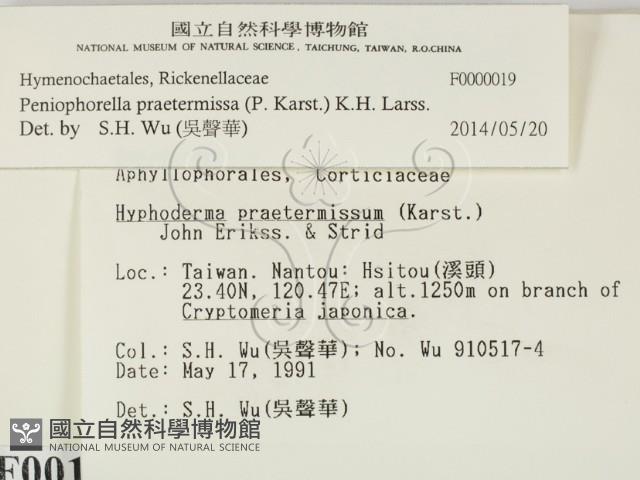 國立自然科學博物館
NATIONAL MUSEUM OF NATURAL SCIENCE, TAICHUNG, TAIWAN, R.O.CHINA
Hymenochaetales, Rickenellaceae F0000019
Peniophorella praetermissa (P. Karst.) K.H. Larss.
Det. by S.H. Wu (吳聲華) 2014/05/20
Aphyllophorales, Corticiaceae
Hyphoderma praetermissum (Karst.)
John Erikss. & Strid
Loc.: Taiwan. Nantou: Hsitou(溪頭)
23.40N, 120.47E; alt.1250m on branch of
Cryptomeria japonica.
Col.: S.H. Wu(吳聲華); No. Wu 910517-4
Date: May 17, 1991
Det.: S.H. Wu(吳聲華)
國立自然科學博物館
NATIONAL MUSEUM OF NATURAL SCIENCE
F001